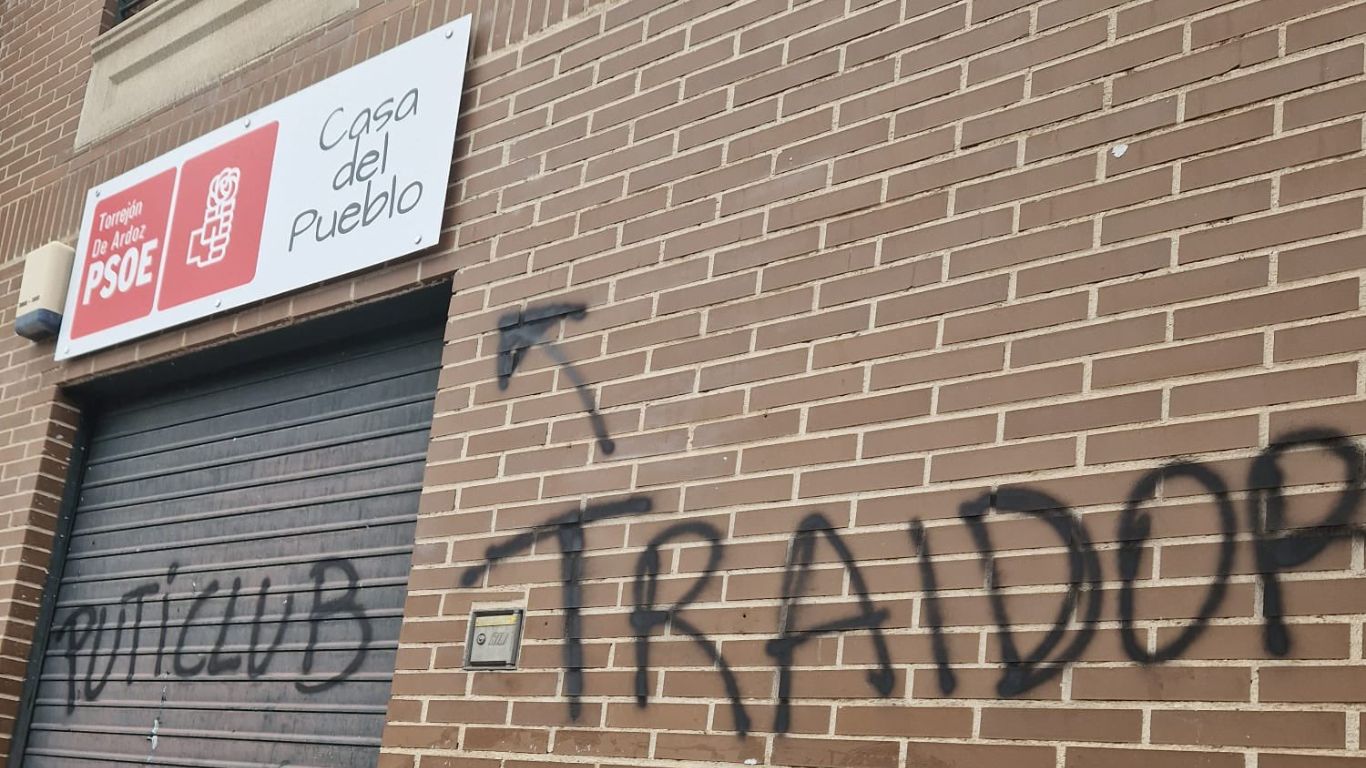 Torrejón
De Ardoz
PSOE
Casa
del
Pueblo
PUTICLUB
TRAIDOR